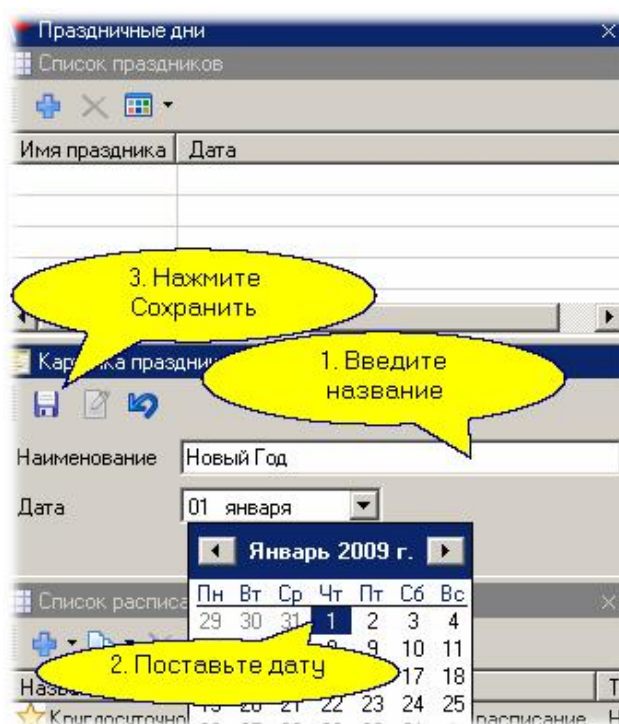 Праздничные дни
Список праздников
Имя праздника Дата
3. Нажмите
Сохранить
1. Введите
название
Наименование Новый Год
Дата 01 января
Январь 2009 г.
Пн Вт Ср Чт Пт Сб Вс
29 30 31 1 2 3 4
9 10 11
2. Поставьте дату
17 18
22 23 24 25
расписание